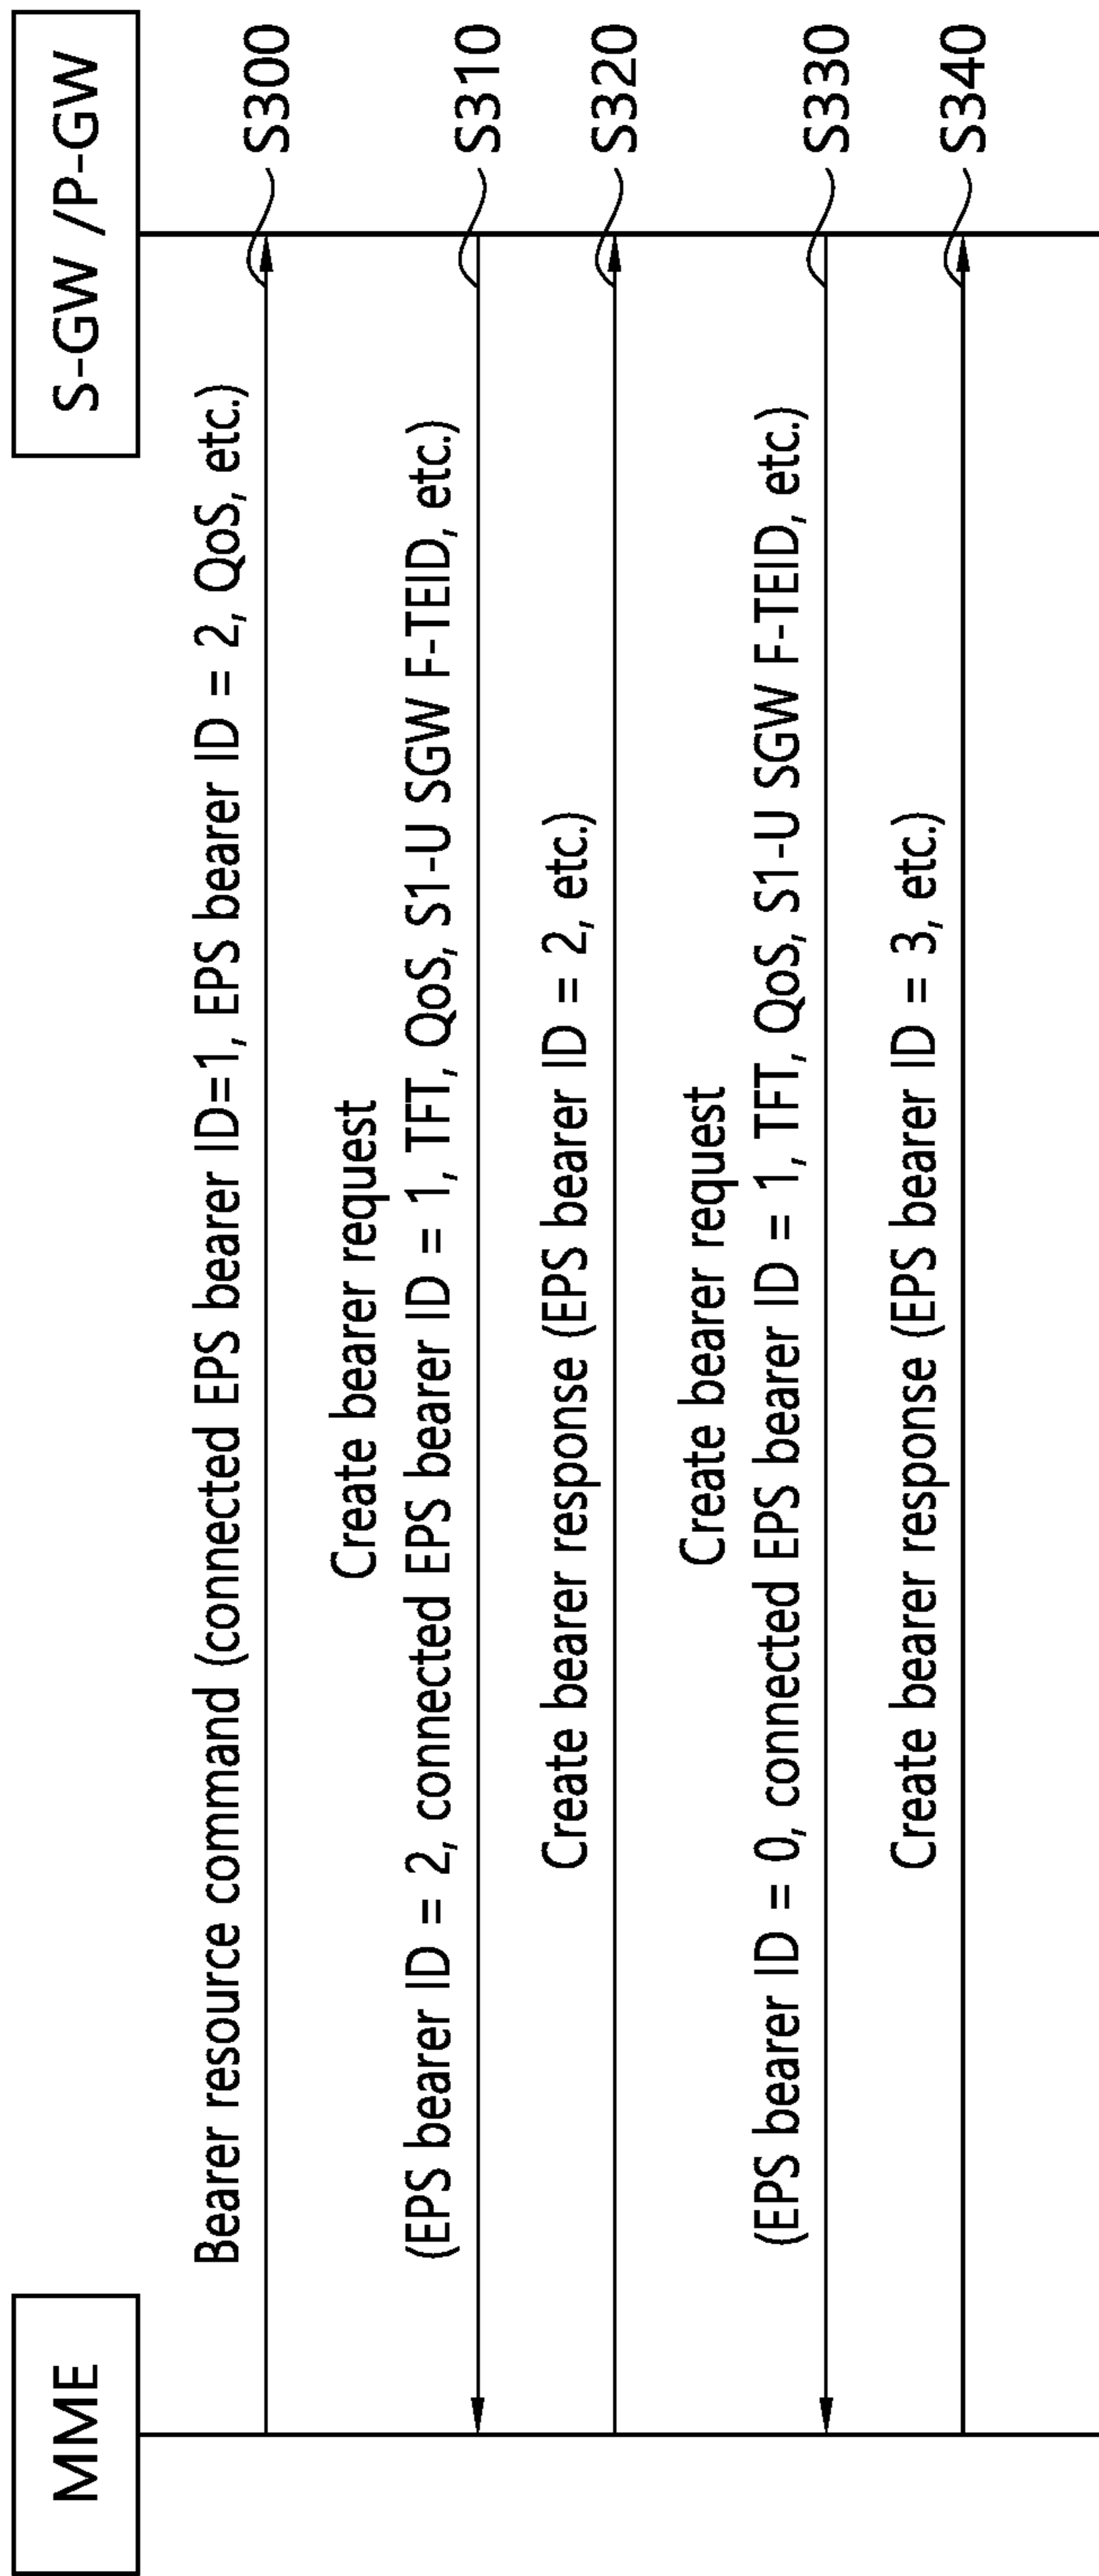 MME
S-GW /P-GW
Bearer resource command (connected EPS bearer ID=1, EPS bearer ID = 2, QoS, etc.)
S300
Create bearer request
(EPS bearer ID = 2, connected EPS bearer ID = 1, TFT, QoS, S1-U SGW F-TEID, etc.)
S310
Create bearer response (EPS bearer ID = 2, etc.)
S320
Create bearer request
(EPS bearer ID = 0, connected EPS bearer ID = 1, TFT, QoS, S1-U SGW F-TEID, etc.)
S330
Create bearer response (EPS bearer ID = 3, etc.)
S340